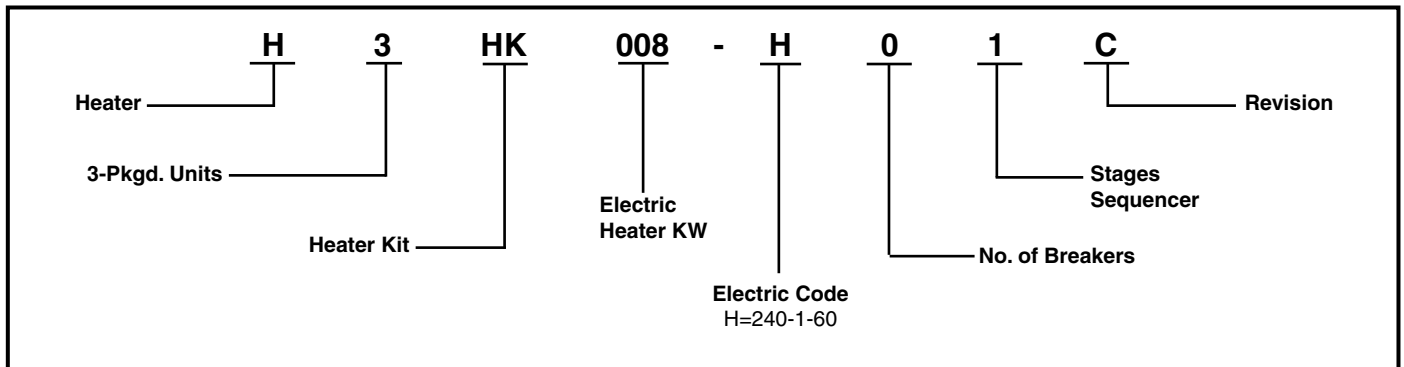 H 3 HK 008 - H 0 1 C
Heater
Revision
3-Pkgd. Units
Stages
Sequencer
Electric
Heater KW
Heater Kit
No. of Breakers
Electric Code
H=240-1-60